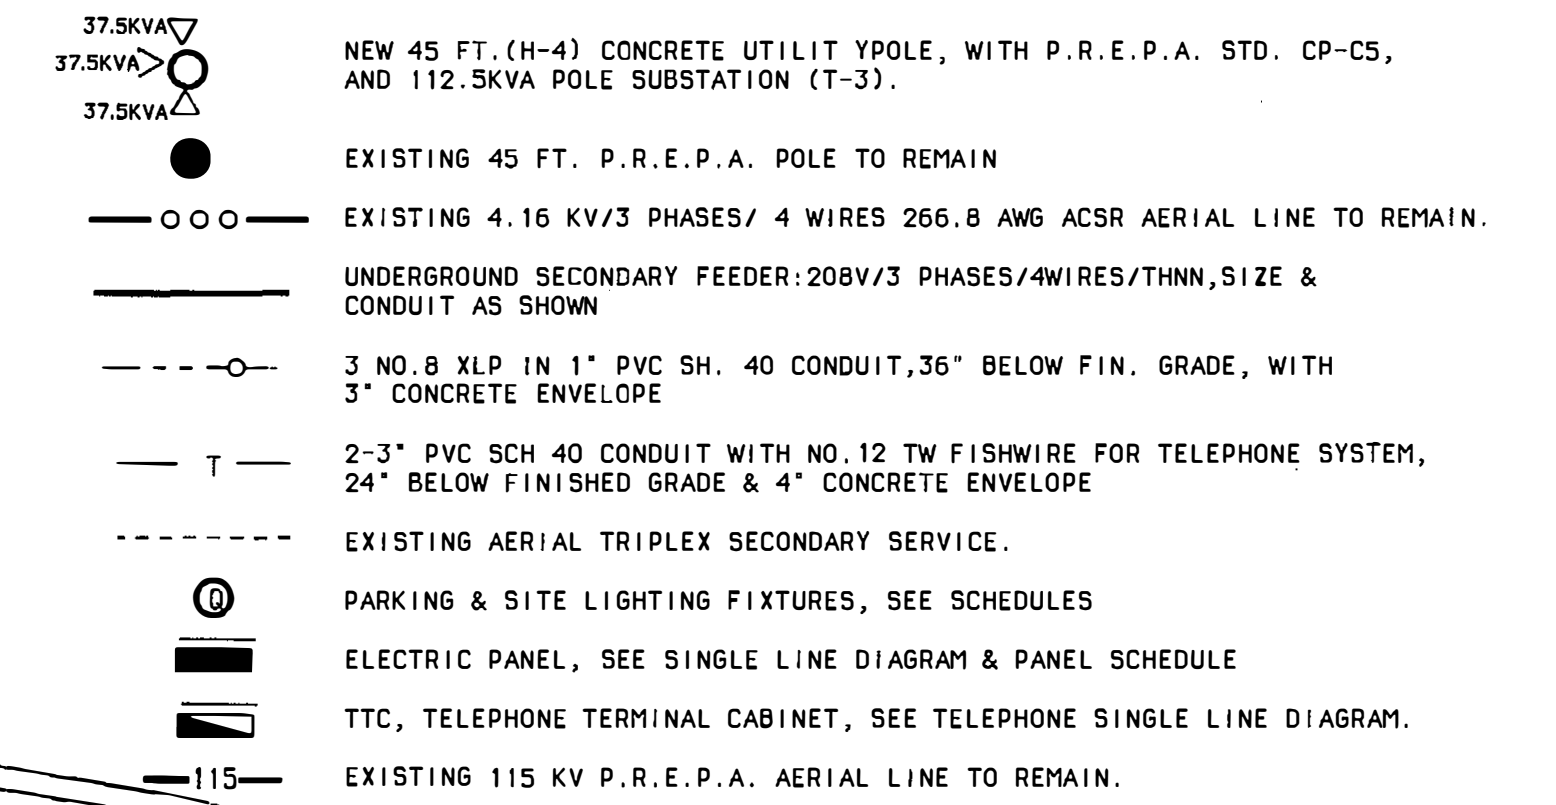 37.5KVA
37.5KVA
37.5KVA
NEW 45 FT.(H-4) CONCRETE UTILIT YPOLE, WITH P.R.E.P.A. STD. CP-C5,
AND 112.5KVA POLE SUBSTATION (T-3).
EXISTING 45 FT. P.R.E.P.A. POLE TO REMAIN
EXISTING 4.16 KV/3 PHASES/ 4 WIRES 266.8 AWG ACSR AERIAL LINE TO REMAIN.
UNDERGROUND SECONDARY FEEDER:208V/3 PHASES/4WIRES/THNN,SIZE &
CONDUIT AS SHOWN
3 NO.8 XLP IN 1" PVC SH. 40 CONDUIT,36" BELOW FIN. GRADE, WITH
3" CONCRETE ENVELOPE
T
2-3" PVC SCH 40 CONDUIT WITH NO.12 TW FISHWIRE FOR TELEPHONE SYSTEM,
24" BELOW FINISHED GRADE & 4" CONCRETE ENVELOPE
EXISTING AERIAL TRIPLEX SECONDARY SERVICE.
Q
PARKING & SITE LIGHTING FIXTURES, SEE SCHEDULES
ELECTRIC PANEL, SEE SINGLE LINE DIAGRAM & PANEL SCHEDULE
TTC, TELEPHONE TERMINAL CABINET, SEE TELEPHONE SINGLE LINE DIAGRAM.
115
EXISTING 115 KV P.R.E.P.A. AERIAL LINE TO REMAIN.